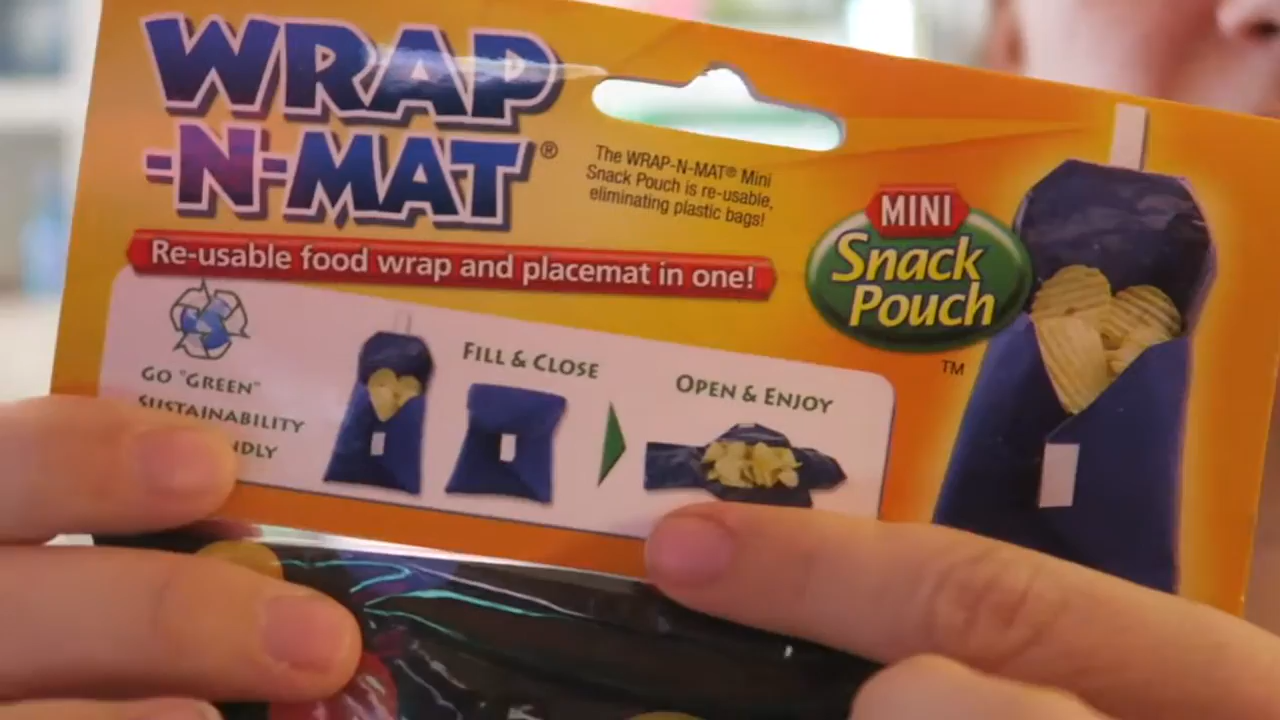 WRAP
-N-MAT®
The WRAP-N-MAT® Mini
Snack Pouch is re-usable,
eliminating plastic bags!
Re-usable food wrap and placemat in one!
MINI
Snack
Pouch
TM
GO "GREEN"
SUSTAINABILITY
FILL & CLOSE
OPEN & ENJOY